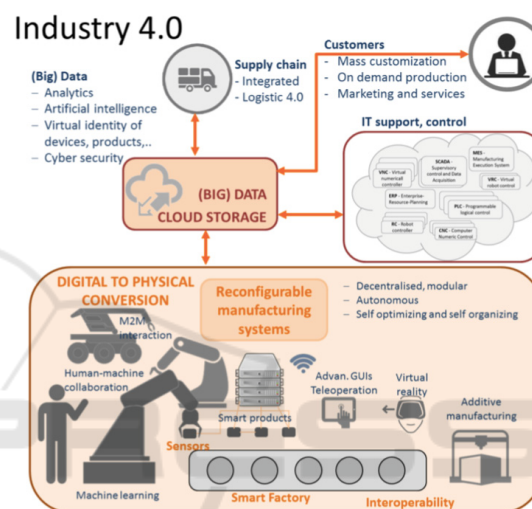 Industry 4.0
(Big) Data
– Analytics
– Artificial intelligence
– Virtual identity of
devices, products,..
– Cyber security
Supply chain
- Integrated
- Logistic 4.0
Customers
- Mass customization
- On demand production
- Marketing and services
IT support, control
VNC - Virtual
numerical
controller
SCADA -
Supervisory
control and Data
Acquisition
MES -
Manufacturing
Execution System
VRC - Virtual
robot control
ERP - Enterprise-
Resource-Planning
PLC - Programmable
logical control
RC - Robot
controller
CNC - Computer
Numeric Control
(BIG) DATA
CLOUD STORAGE
DIGITAL TO PHYSICAL
CONVERSION
Reconfigurable
manufacturing
systems
– Decentralised, modular
– Autonomous
– Self optimizing and self organizing
M2M
interaction
Human-machine
collaboration
Smart products
Advan. GUIs
Teleoperation
Virtual
reality
Additive
manufacturing
Sensors
Machine learning
Smart Factory
Interoperability